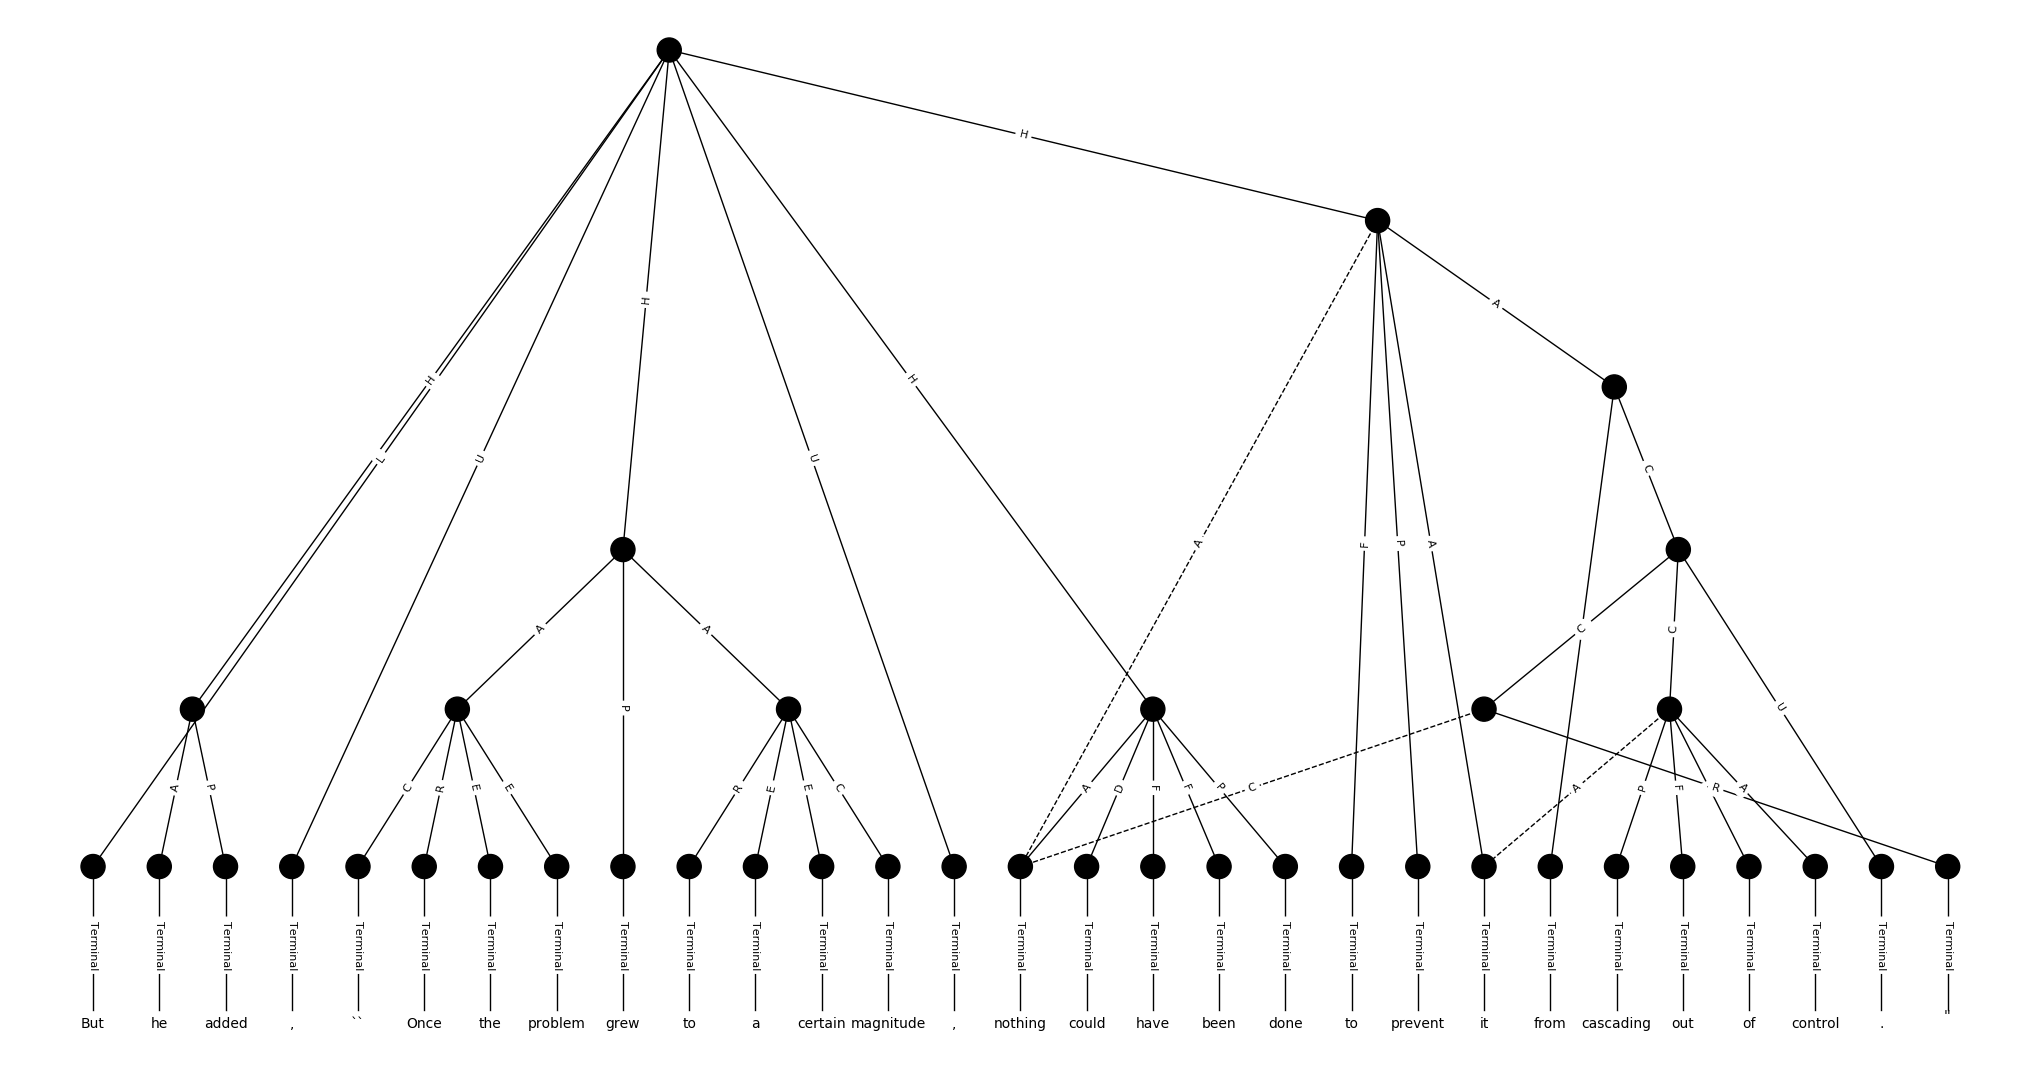 H
H
A
H
H
L
U
U
C
A
F
P
A
A
A
C
C
P
U
A
P
C
R
E
E
R
E
E
C
A
D
F
F
P
C
A
P
F
R
A
Terminal Terminal Terminal Terminal Terminal Terminal Terminal Terminal Terminal Terminal Terminal Terminal Terminal Terminal Terminal Terminal Terminal Terminal Terminal Terminal Terminal Terminal Terminal Terminal Terminal Terminal Terminal Terminal Terminal
But he added , `` Once the problem grew to a certain magnitude , nothing could have been done to prevent it from cascading out of control . "